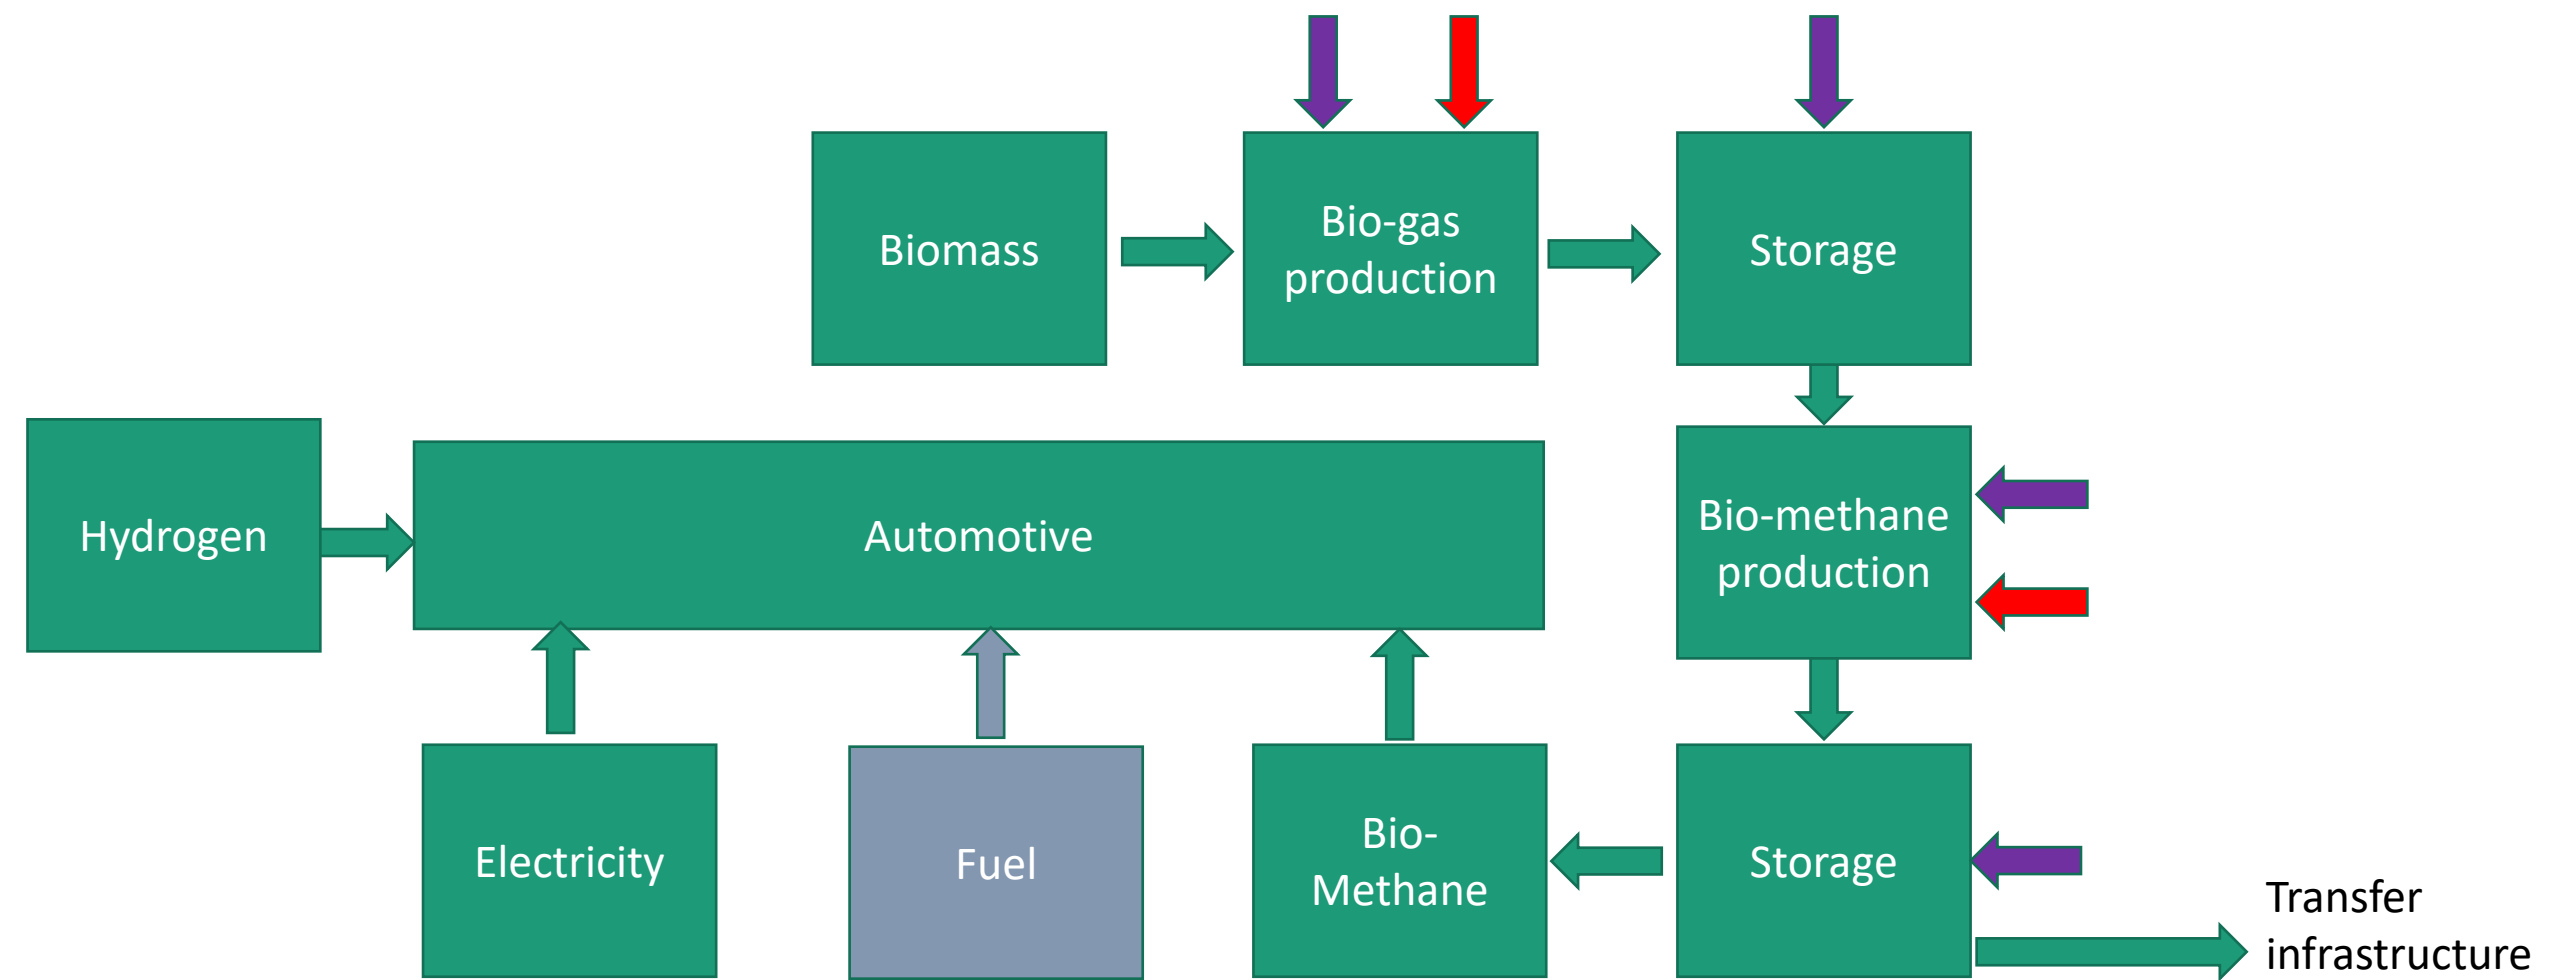 Biomass
Bio-gas
production
Storage
Hydrogen
Automotive
Bio-methane
production
Electricity
Fuel
Bio-
Methane
Storage
Transfer
infrastructure